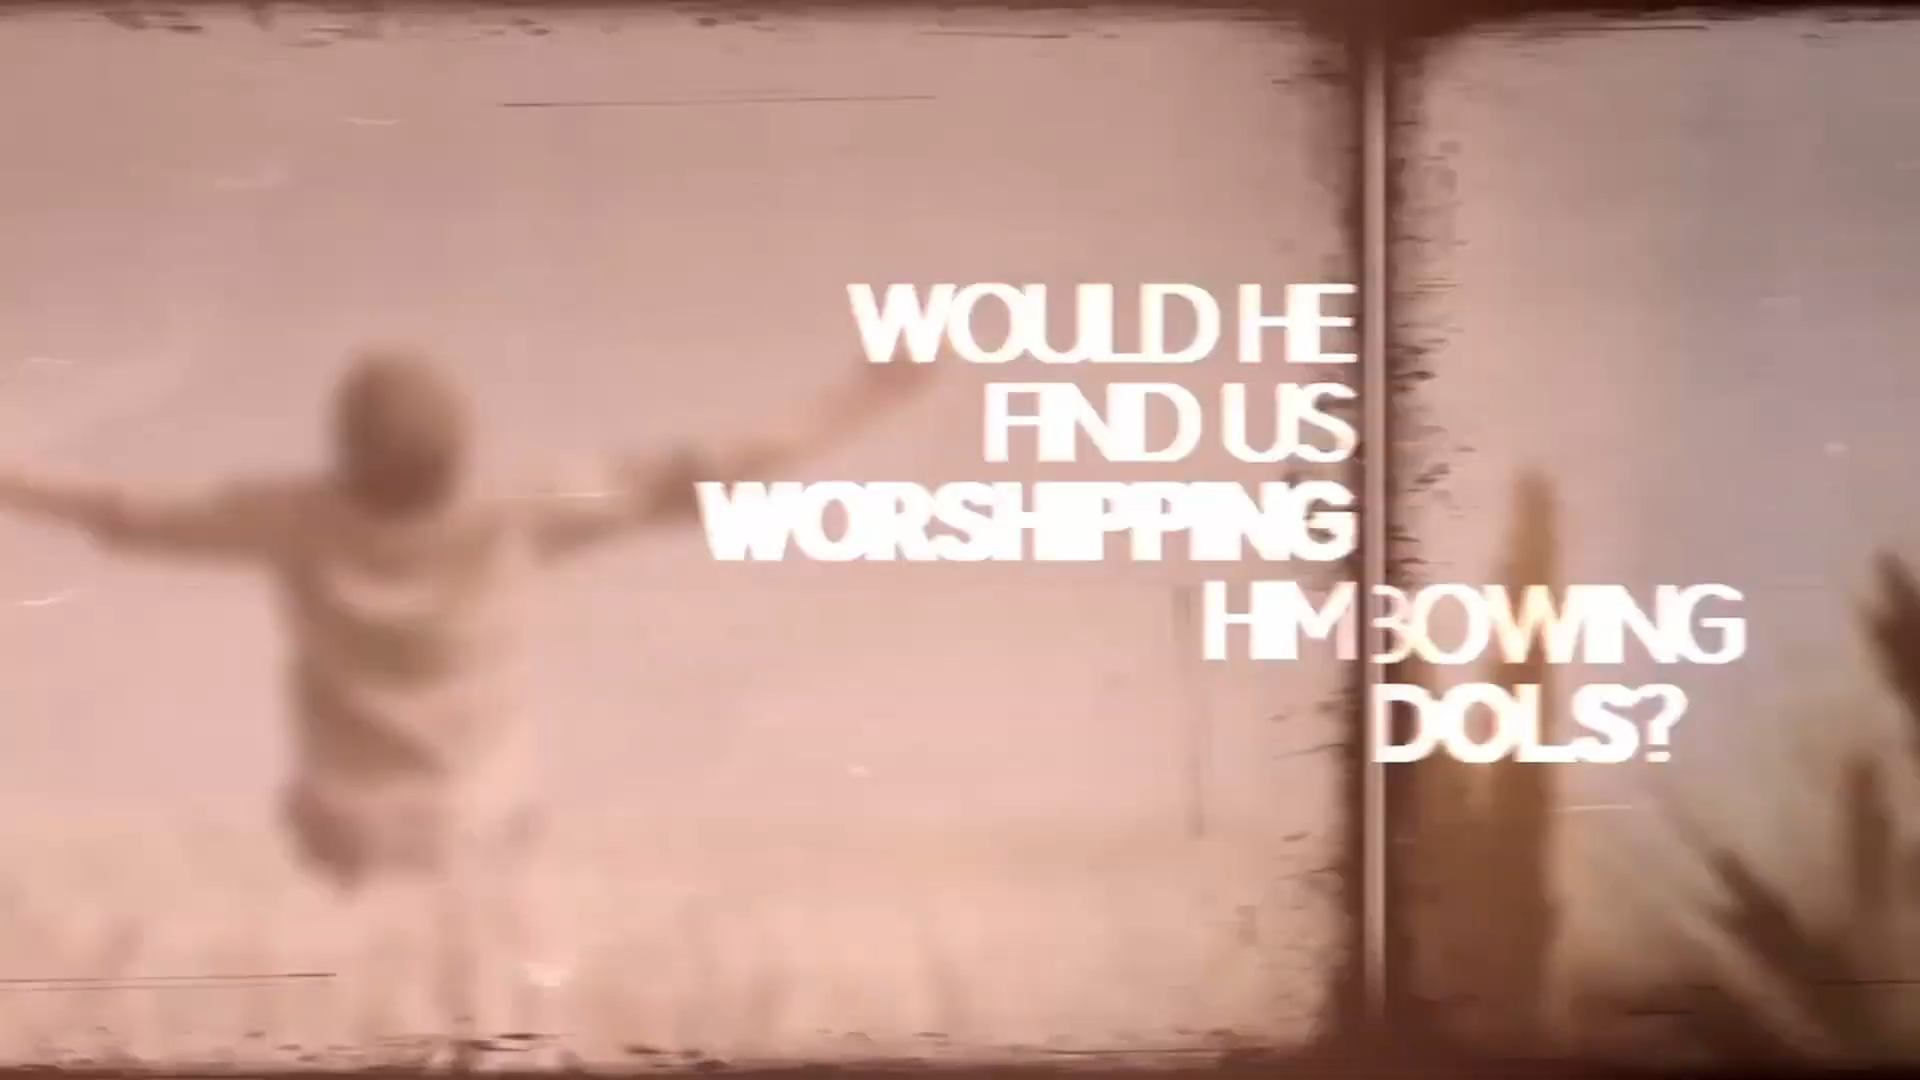 WOULD HE
FIND US
WORSHIPPING
HIM BOWING
DOLS?